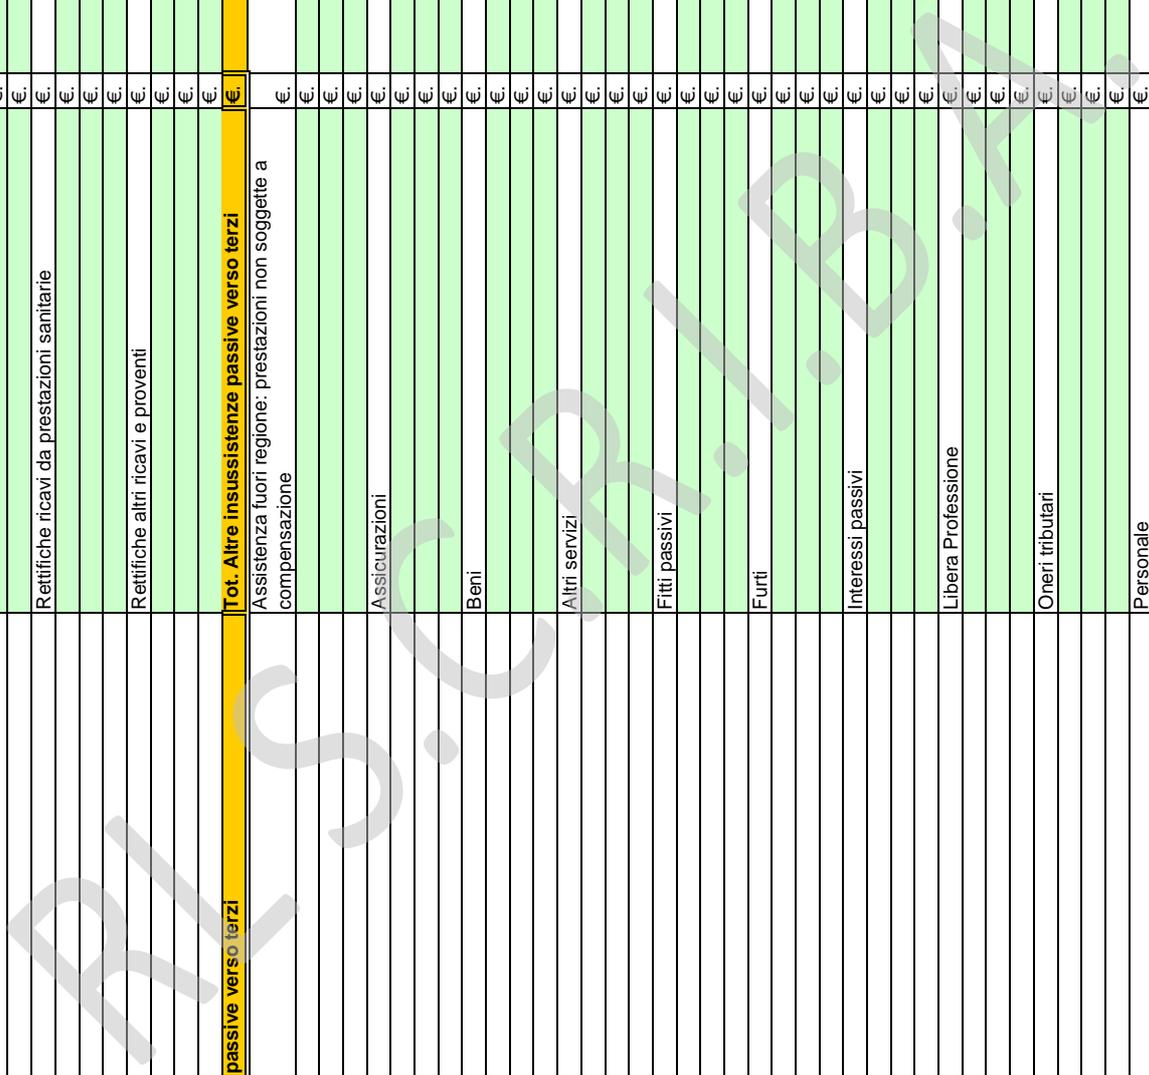 €.
€.
Rettifiche ricavi da prestazioni sanitarie €.
€.
€.
€.
Rettifiche altri ricavi e proventi €.
€.
€.
€.
passive verso terzi Tot. Altre insussistenze passive verso terzi €.
Assistenza fuori regione: prestazioni non soggette a
compensazione €.
€.
€.
€.
Assicurazioni €.
€.
€.
€.
Beni €.
€.
€.
€.
Altri servizi €.
€.
€.
€.
Fitti passivi €.
€.
€.
€.
Furti €.
€.
€.
€.
Interessi passivi €.
€.
€.
€.
Libera Professione €.
€.
€.
€.
Oneri tributari €.
€.
€.
€.
Personale €.
RL S.C.R.I.B.A.